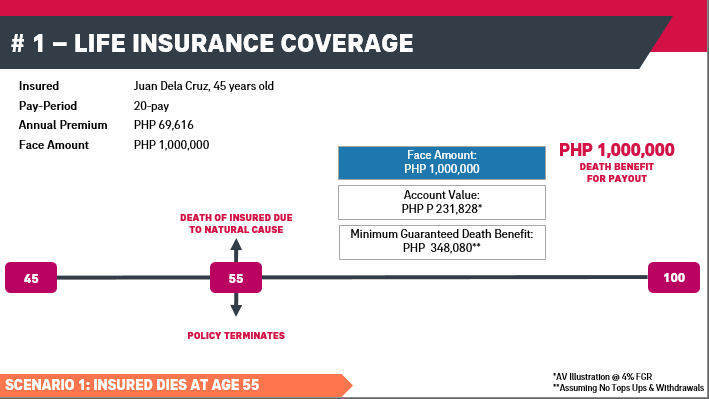 # 1 – LIFE INSURANCE COVERAGE
Insured Juan Dela Cruz, 45 years old
Pay-Period 20-pay
Annual Premium PHP 69,616
Face Amount PHP 1,000,000
Face Amount:
PHP 1,000,000
PHP 1,000,000
DEATH BENEFIT
FOR PAYOUT
Account Value:
PHP P 231,828*
Minimum Guaranteed Death Benefit:
PHP 348,080**
DEATH OF INSURED DUE
TO NATURAL CAUSE
45
55
100
POLICY TERMINATES
SCENARIO 1: INSURED DIES AT AGE 55
*AV Illustration @ 4% FGR
**Assuming No Tops Ups & Withdrawals